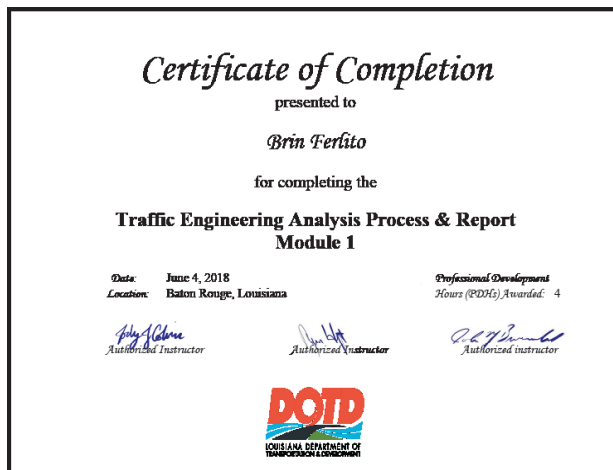 Certificate of Completion
presented to
Brin Ferlito
for completing the
Traffic Engineering Analysis Process & Report
Module 1
Date: June 4, 2018
Location: Baton Rouge, Louisiana
Professional Development
Hours (PDHs) Awarded: 4
Authorized Instructor
Authorized Instructor
Authorized instructor
DOTD
LOUISIANA DEPARTMENT OF
TRANSPORTATION & DEVELOPMENT